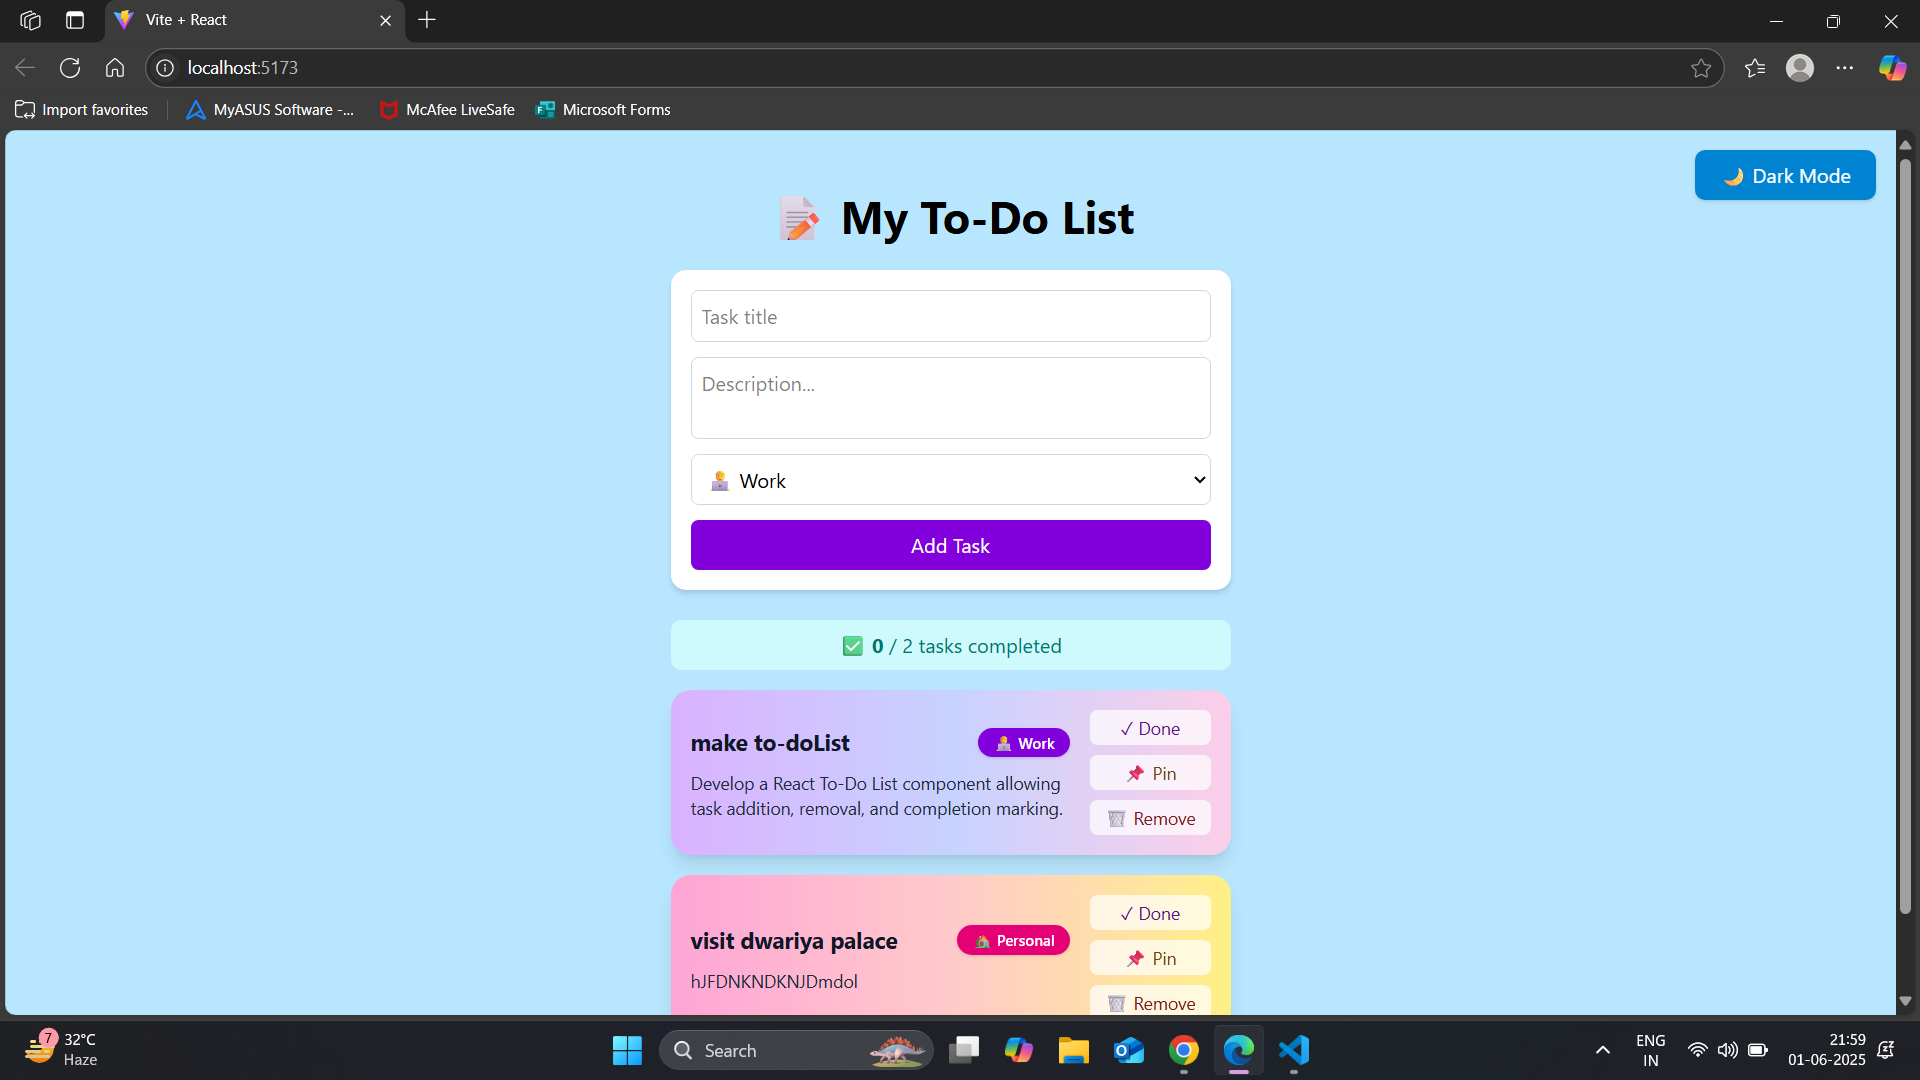 Vite + React
localhost:5173
Import favorites
MyASUS Software -...
McAfee LiveSafe
Microsoft Forms
🌙 Dark Mode
📝 My To-Do List
Task title
Description...
🧑‍💻 Work
Add Task
✅ 0 / 2 tasks completed
make to-doList
🧑‍💻 Work
Develop a React To-Do List component allowing
task addition, removal, and completion marking.
✓ Done
📌 Pin
🗑️ Remove
visit dwariya palace
🏠 Personal
hJFDNKNDKNJDmdol
✓ Done
📌 Pin
🗑️ Remove
7
32°C
Haze
Search
ENG
IN
21:59
01-06-2025